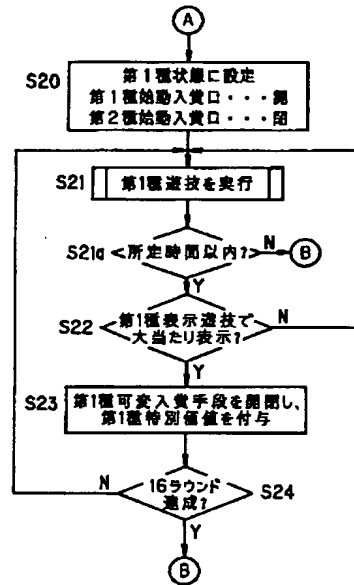 A
S20
第1種状態に設定
第1種始動入賞口・・・開
第2種始動入賞口・・・閉
S21
第1種遊技を実行
S21a
所定時間以内?
N
B
Y
S22
第1種表示遊技で
大当たり表示?
N
Y
S23
第1種可変入賞手段を開閉し、
第1種特別価値を付与
N
16ラウンド
達成?
S24
Y
B